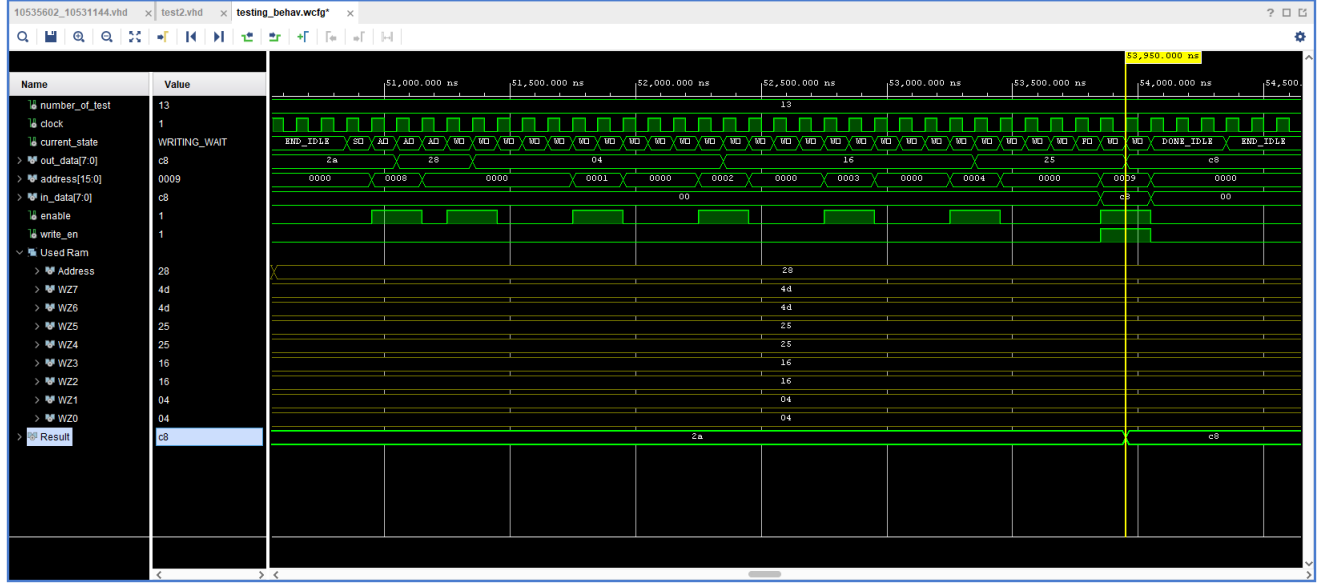 10535602_10531144.vhd × test2.vhd × testing_behav.wcfg* ×
53,950.000 ns
Name Value
51,000.000 ns 51,500.000 ns 52,000.000 ns 52,500.000 ns 53,000.000 ns 53,500.000 ns 54,000.000 ns 54,500.
number_of_test 13 13
clock 1
current_state WRITING_WAIT END_IDLE DONE_IDLE END_IDLE
out_data[7:0] c8 2a 28 04 16 25 c8
address[15:0] 0009 0000 0008 0000 0001 0000 0002 0000 0003 0000 0004 0000 0009 0000
in_data[7:0] c8 00 c8 00
enable 1
write_en 1
Used Ram
Address 28 28
WZ7 4d 4d
WZ6 4d 4d
WZ5 25 25
WZ4 25 25
WZ3 16 16
WZ2 16 16
WZ1 04 04
WZ0 04 04
Result c8 2a c8